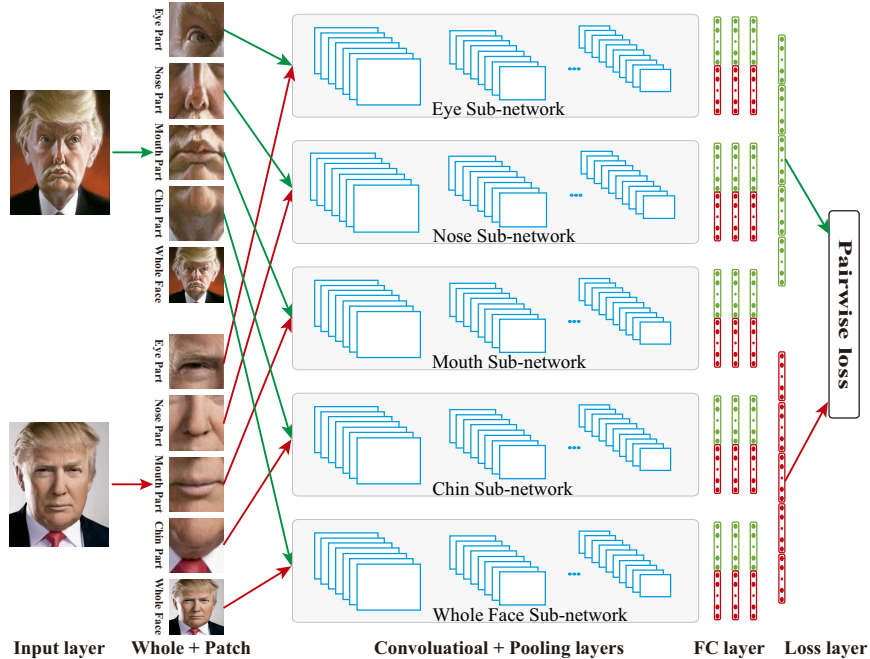 Eye Part
Nose Part
Mouth Part
Chin Part
Whole Face
Eye Part
Nose Part
Mouth Part
Chin Part
Whole Face
Eye Sub-network
Nose Sub-network
Mouth Sub-network
Chin Sub-network
Whole Face Sub-network
Pairwise loss
Input layer
Whole + Patch
Convoluatioal + Pooling layers
FC layer
Loss layer